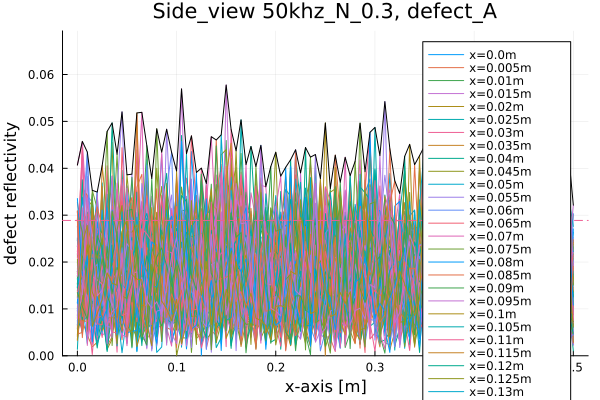 Side_view 50khz_N_0.3, defect_A
defect reflectivity
0.06
0.05
0.04
0.03
0.02
0.01
0.00
0.0
0.1
0.2
0.3
.5
x-axis [m]
x=0.0m
x=0.005m
x=0.01m
x=0.015m
x=0.02m
x=0.025m
x=0.03m
x=0.035m
x=0.04m
x=0.045m
x=0.05m
x=0.055m
x=0.06m
x=0.065m
x=0.07m
x=0.075m
x=0.08m
x=0.085m
x=0.09m
x=0.095m
x=0.1m
x=0.105m
x=0.11m
x=0.115m
x=0.12m
x=0.125m
x=0.13m